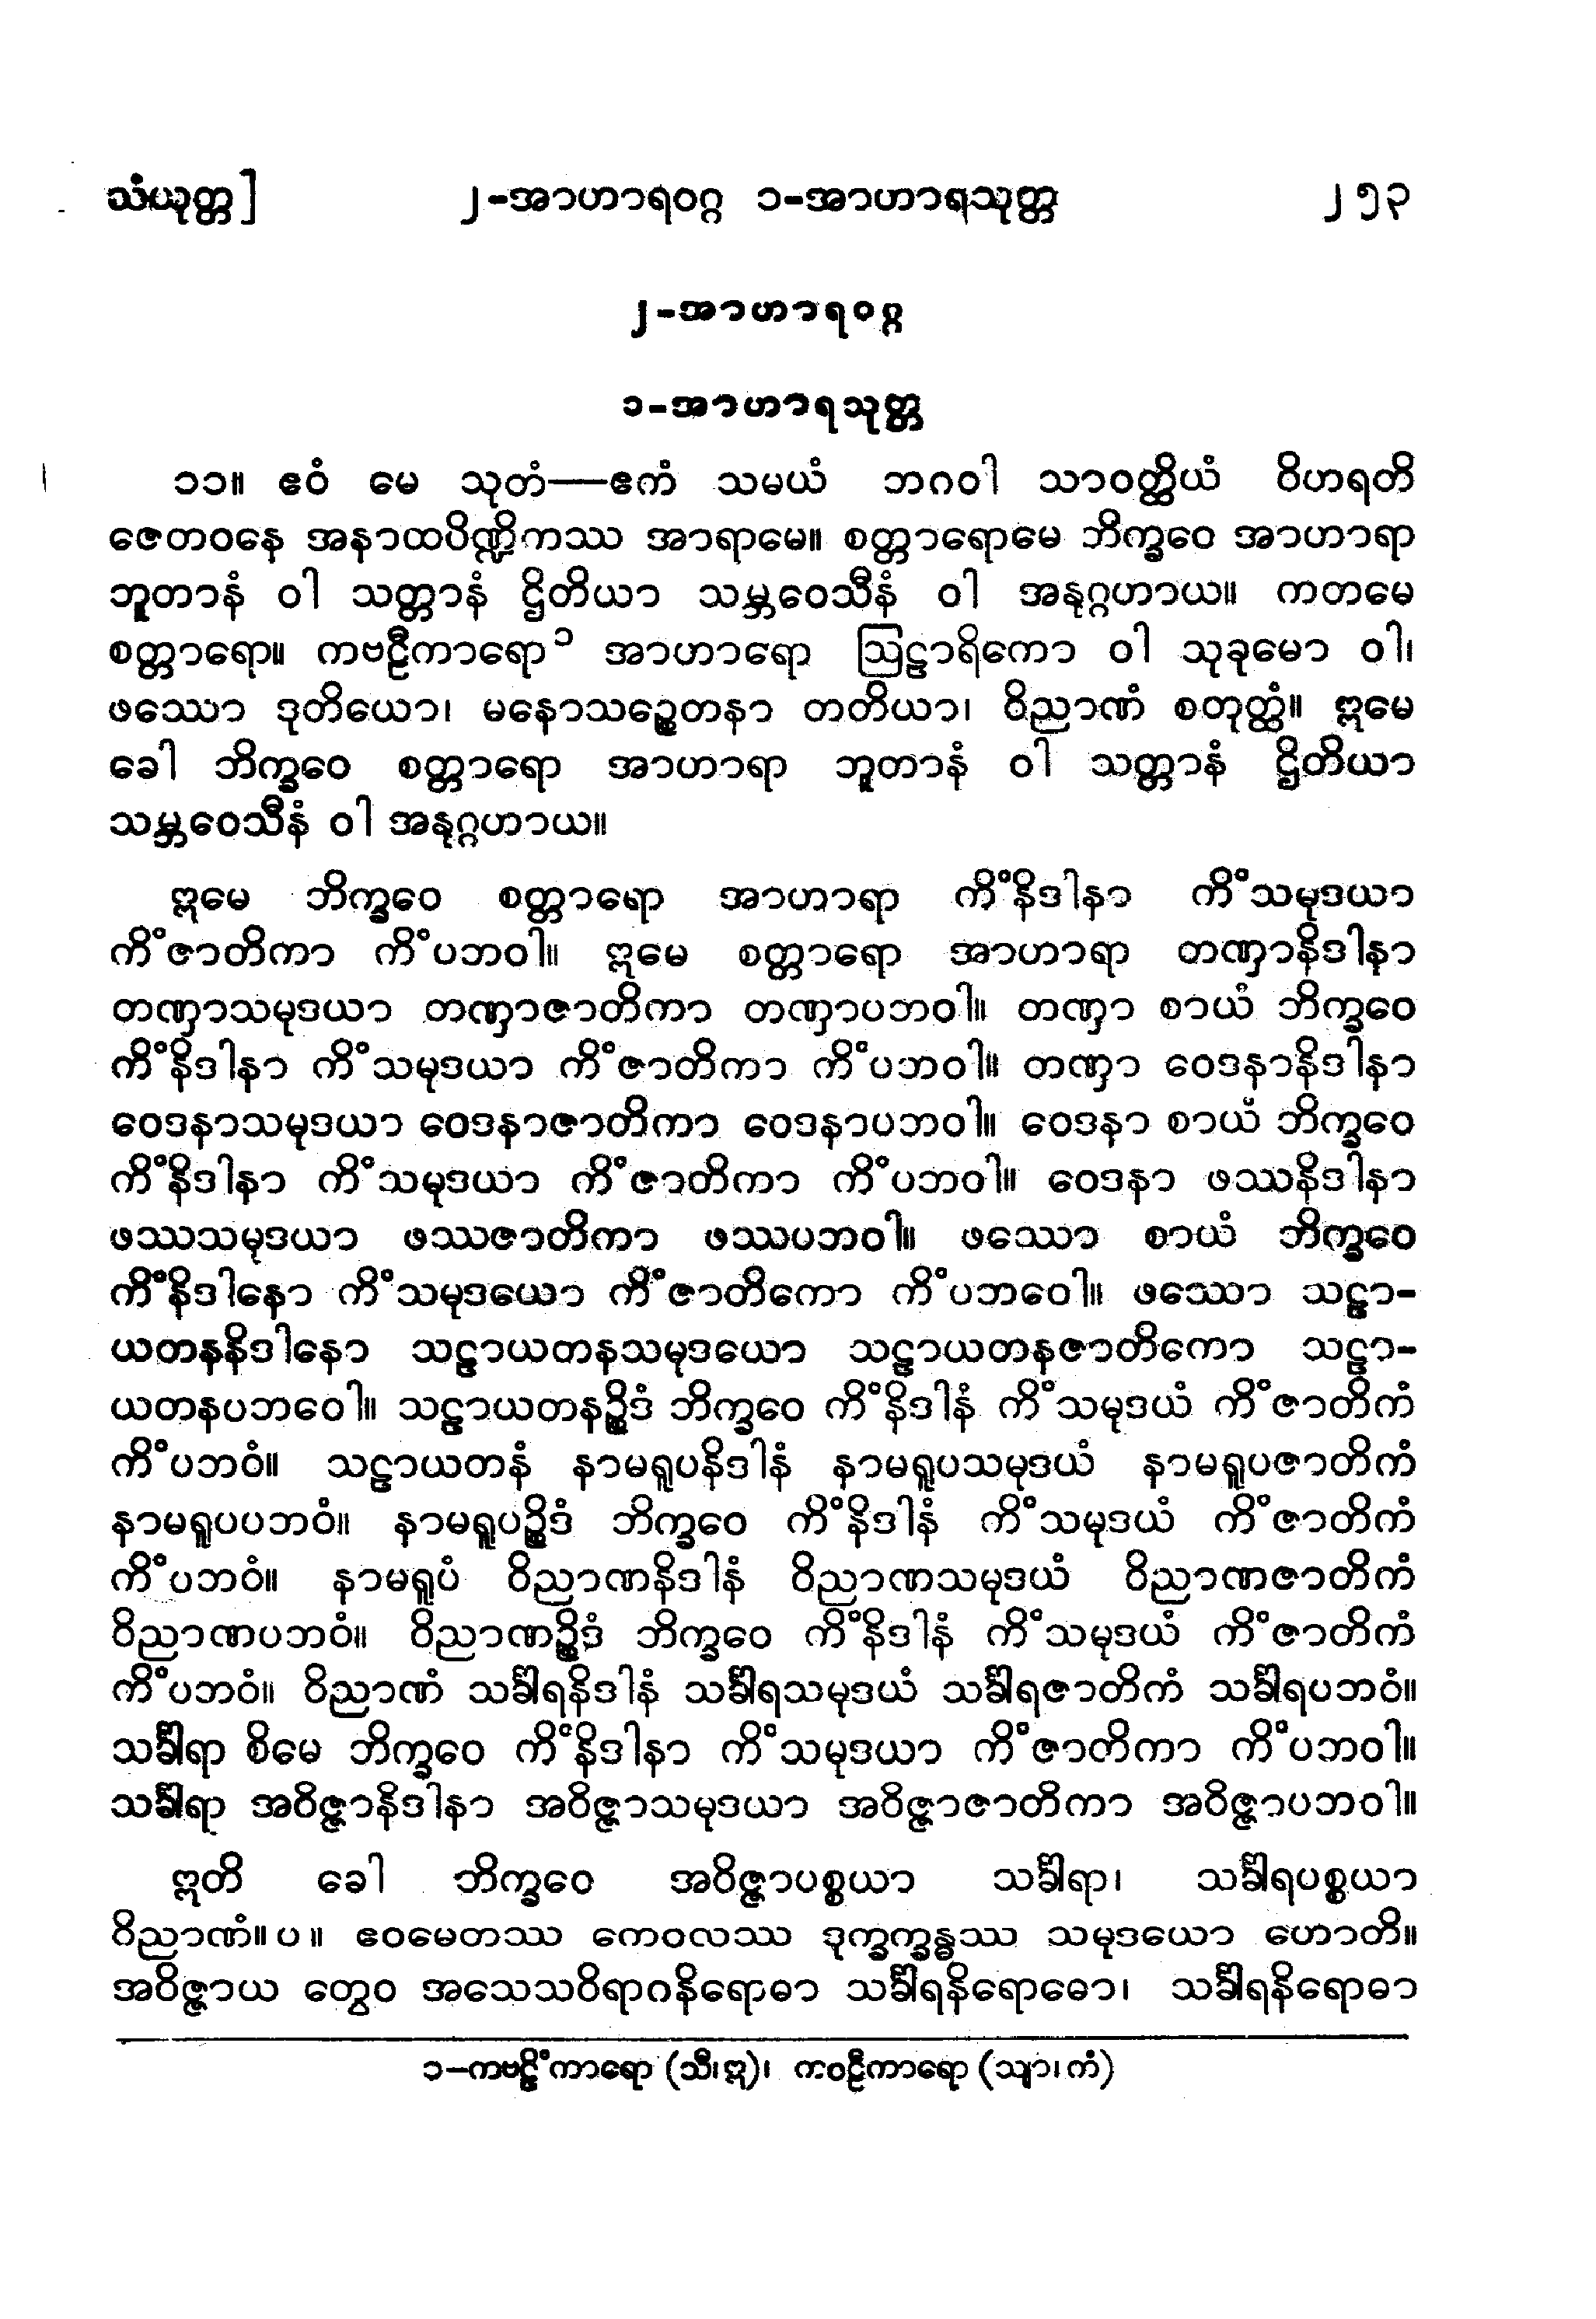 သံယုတ္တ] ၂-အာဟာရဝဂ္ဂ ၁-အာဟာရသုတ္တ ၂၅၃
၂-အာဟာရဝဂ္ဂ
၁-အာဟာရသုတ္တ
၁၁။ ဧဝံ မေ သုတံ—ဧကံ သမယံ ဘဂဝါ သာဝတ္ထိယံ ဝိဟရတိ
ဇေတဝနေ အနာထပိဏ္ဍိကဿ အာရာမေ။ စတ္တာရောမေ ဘိက္ခဝေ အာဟာရာ
ဘူတာနံ ဝါ သတ္တာနံ ဌိတိယာ သမ္ဘဝေသီနံ ဝါ အနုဂ္ဂဟာယ။ ကတမေ
စတ္တာရော။ ကဗဠီကာရော၁ အာဟာရော ဩဠာရိကော ဝါ သုခုမော ဝါ၊
ဖဿော ဒုတိယော၊ မနောသဉ္စေတနာ တတိယာ၊ ဝိညာဏံ စတုတ္ထံ။ ဣမေ
ခေါ ဘိက္ခဝေ စတ္တာရော အာဟာရာ ဘူတာနံ ဝါ သတ္တာနံ ဌိတိယာ
သမ္ဘဝေသီနံ ဝါ အနုဂ္ဂဟာယ။
ဣမေ ဘိက္ခဝေ စတ္တာရော အာဟာရာ ကိံနိဒါနာ ကိံသမုဒယာ
ကိံဇာတိကာ ကိံပဘဝါ။ ဣမေ စတ္တာရော အာဟာရာ တဏှာနိဒါနာ
တဏှာသမုဒယာ တဏှာဇာတိကာ တဏှာပဘဝါ။ တဏှာ စာယံ ဘိက္ခဝေ
ကိံနိဒါနာ ကိံသမုဒယာ ကိံဇာတိကာ ကိံပဘဝါ။ တဏှာ ဝေဒနာနိဒါနာ
ဝေဒနာသမုဒယာ ဝေဒနာဇာတိကာ ဝေဒနာပဘဝါ။ ဝေဒနာ စာယံ ဘိက္ခဝေ
ကိံနိဒါနာ ကိံသမုဒယာ ကိံဇာတိကာ ကိံပဘဝါ။ ဝေဒနာ ဖဿနိဒါနာ
ဖဿသမုဒယာ ဖဿဇာတိကာ ဖဿပဘဝါ။ ဖဿော စာယံ ဘိက္ခဝေ
ကိံနိဒါနော ကိံသမုဒယော ကိံဇာတိကော ကိံပဘဝေါ။ ဖဿော သဠာ-
ယတနနိဒါနော သဠာယတနသမုဒယော သဠာယတနဇာတိကော သဠာ-
ယတနပဘဝေါ။ သဠာယတနဉ္စိဒံ ဘိက္ခဝေ ကိံနိဒါနံ ကိံသမုဒယံ ကိံဇာတိကံ
ကိံပဘဝံ။ သဠာယတနံ နာမရူပနိဒါနံ နာမရူပသမုဒယံ နာမရူပဇာတိကံ
နာမရူပပဘဝံ။ နာမရူပဉ္စိဒံ ဘိက္ခဝေ ကိံနိဒါနံ ကိံသမုဒယံ ကိံဇာတိကံ
ကိံပဘဝံ။ နာမရူပံ ဝိညာဏနိဒါနံ ဝိညာဏသမုဒယံ ဝိညာဏဇာတိကံ
ဝိညာဏပဘဝံ။ ဝိညာဏဉ္စိဒံ ဘိက္ခဝေ ကိံနိဒါနံ ကိံသမုဒယံ ကိံဇာတိကံ
ကိံပဘဝံ။ ဝိညာဏံ သင်္ခါရနိဒါနံ သင်္ခါရသမုဒယံ သင်္ခါရဇာတိကံ သင်္ခါရပဘဝံ။
သင်္ခါရာ စိမေ ဘိက္ခဝေ ကိံနိဒါနာ ကိံသမုဒယာ ကိံဇာတိကာ ကိံပဘဝါ။
သင်္ခါရာ အဝိဇ္ဇာနိဒါနာ အဝိဇ္ဇာသမုဒယာ အဝိဇ္ဇာဇာတိကာ အဝိဇ္ဇာပဘဝါ။
ဣတိ ခေါ ဘိက္ခဝေ အဝိဇ္ဇာပစ္စယာ သင်္ခါရာ၊ သင်္ခါရပစ္စယာ
ဝိညာဏံ။ ပ ။ ဧဝမေတဿ ကေဝလဿ ဒုက္ခက္ခန္ဓဿ သမုဒယော ဟောတိ။
အဝိဇ္ဇာယ တွေဝ အသေသဝိရာဂနိရောဓာ သင်္ခါရနိရောဓော၊ သင်္ခါရနိရောဓာ
၁–ကဗဠိံကာရော (သီ၊ဣ)၊ ကဝဠီကာရော (သျာ၊ကံ)